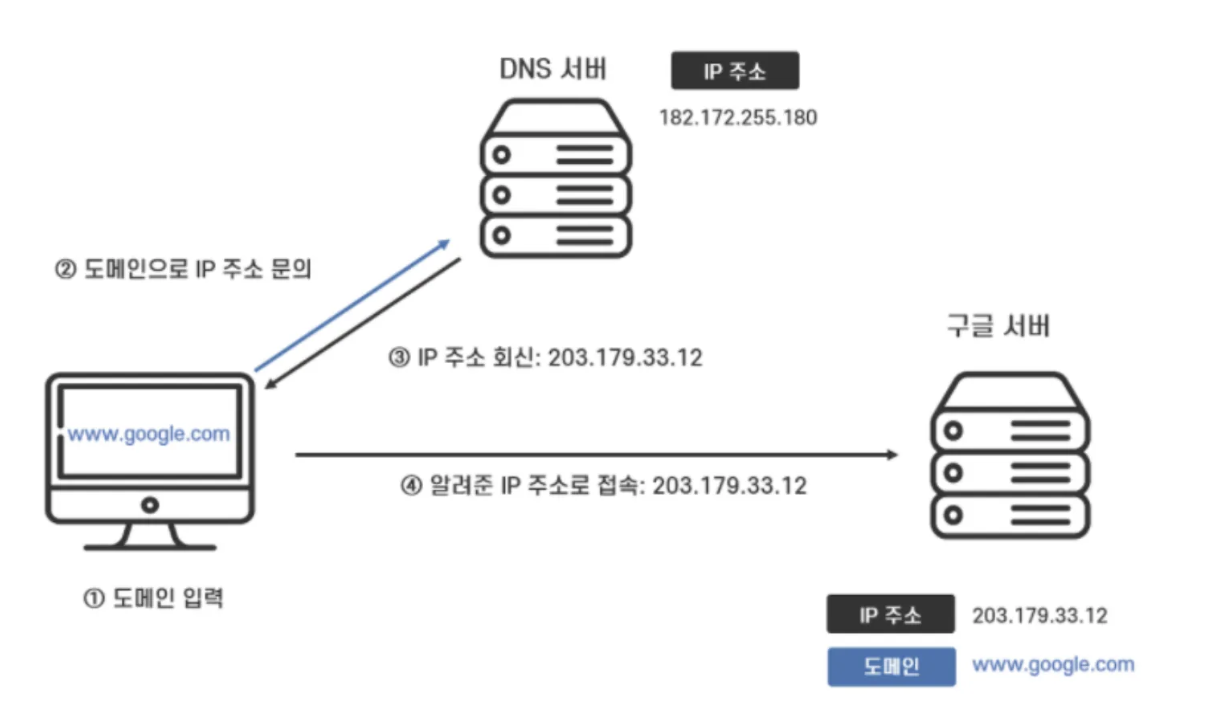 DNS 서버
IP 주소
182.172.255.180
② 도메인으로 IP 주소 문의
③ IP 주소 회신: 203.179.33.12
구글 서버
www.google.com
④ 알려준 IP 주소로 접속: 203.179.33.12
① 도메인 입력
IP 주소 203.179.33.12
도메인 www.google.com